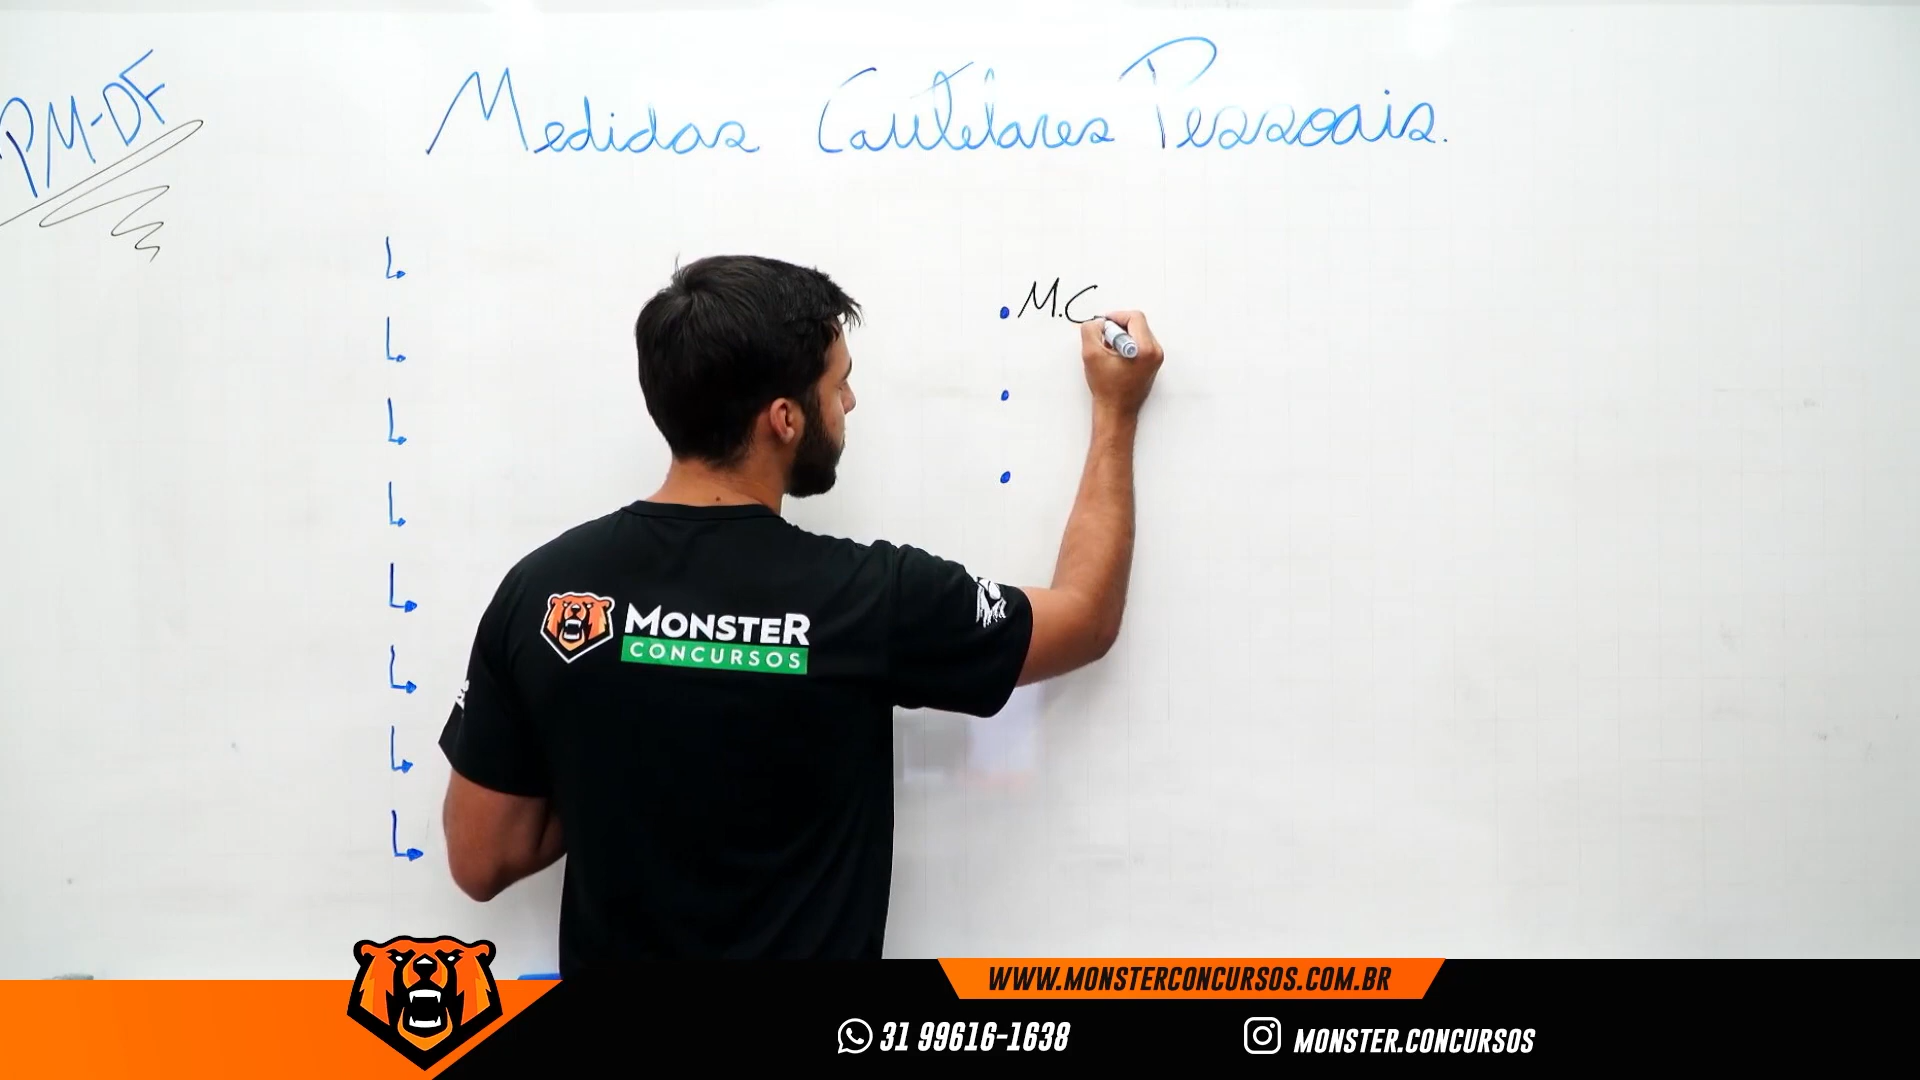 PM-DF
Medidas Cautelares Pessoais.
M.C
MONSTER
CONCURSOS
WWW.MONSTERCONCURSOS.COM.BR
31 99616-1638
MONSTER.CONCURSOS